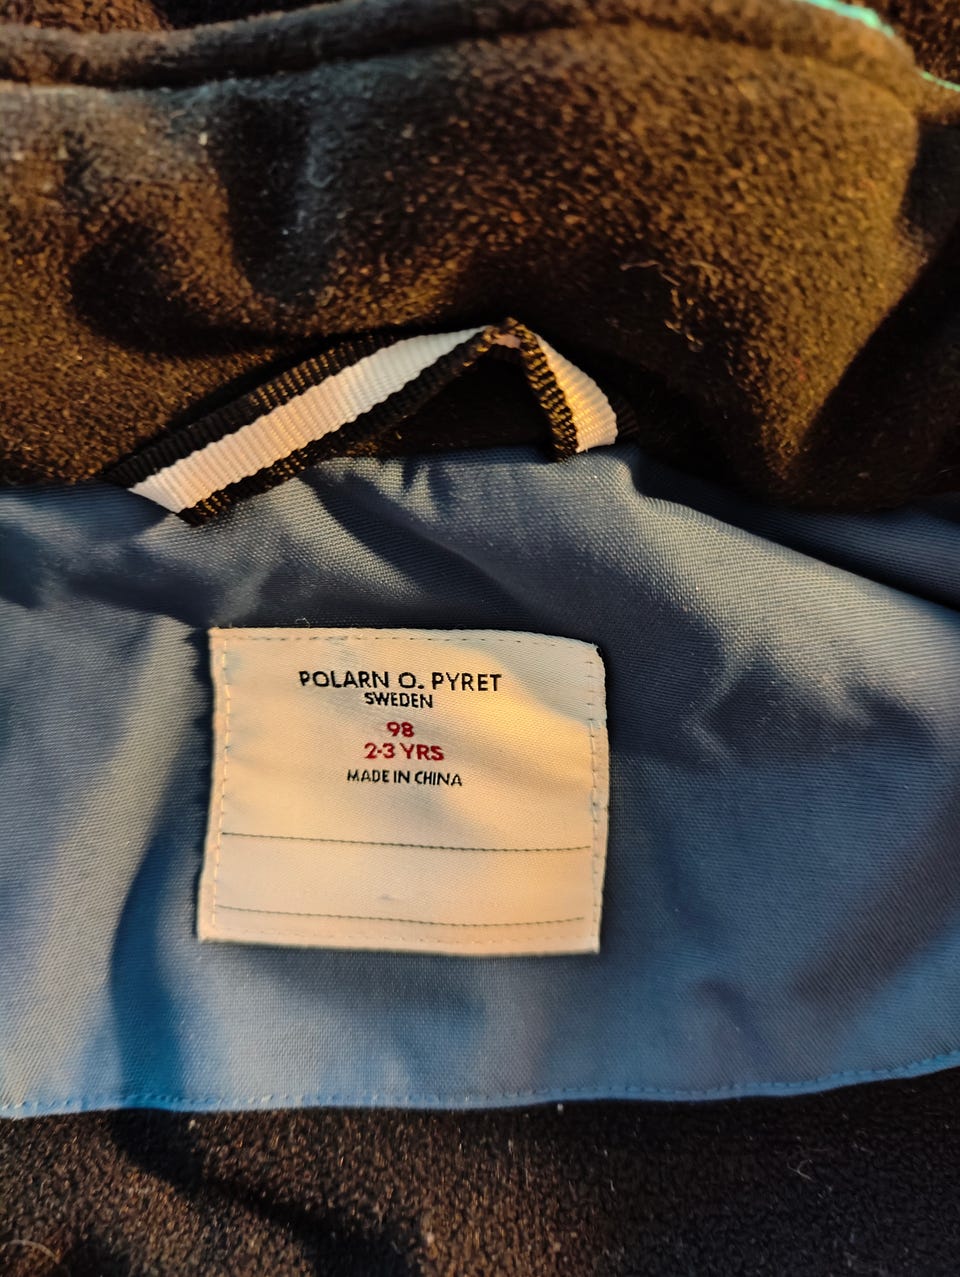 POLARN O. PYRET
SWEDEN
98
2-3 YRS
MADE IN CHINA